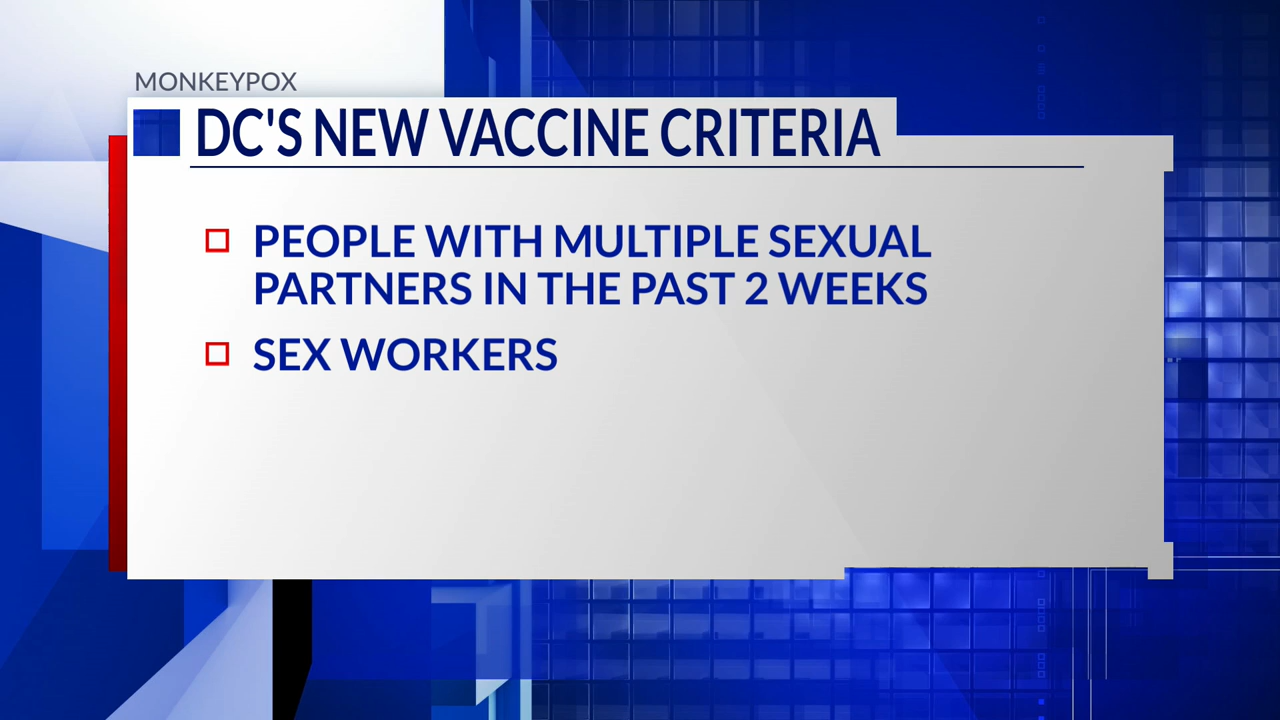 MONKEYPOX
DC'S NEW VACCINE CRITERIA
PEOPLE WITH MULTIPLE SEXUAL
PARTNERS IN THE PAST 2 WEEKS
SEX WORKERS